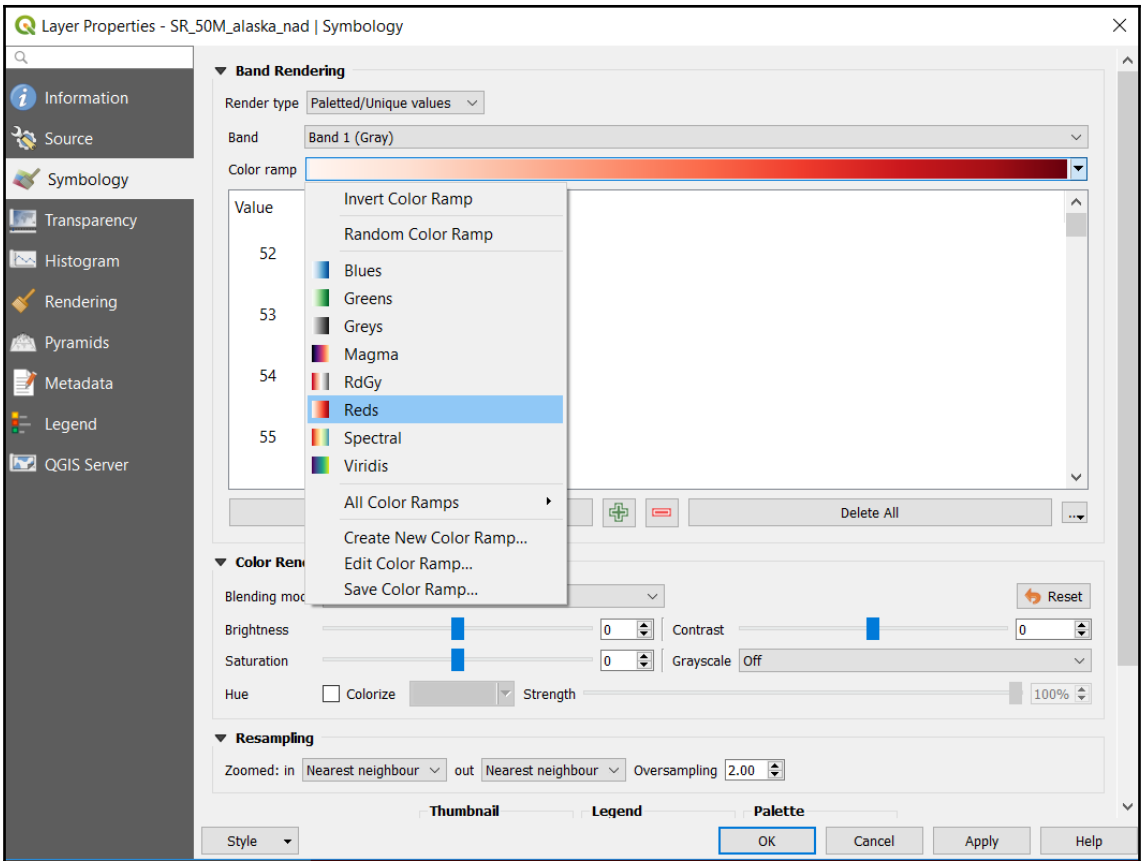 Layer Properties - SR_50M_alaska_nad | Symbology
Information
Source
Symbology
Transparency
Histogram
Rendering
Pyramids
Metadata
Legend
QGIS Server
Band Rendering
Render type Paletted/Unique values
Band Band 1 (Gray)
Color ramp
Value
52
53
54
55
Invert Color Ramp
Random Color Ramp
Blues
Greens
Greys
Magma
RdGy
Reds
Spectral
Viridis
All Color Ramps
Create New Color Ramp...
Edit Color Ramp...
Save Color Ramp...
Delete All
...
Color Ren
Blending mo
Reset
Brightness 0 Contrast 0
Saturation 0 Grayscale Off
Hue Colorize Strength 100%
Resampling
Zoomed: in Nearest neighbour out Nearest neighbour Oversampling 2.00
Thumbnail Legend Palette
Style OK Cancel Apply Help